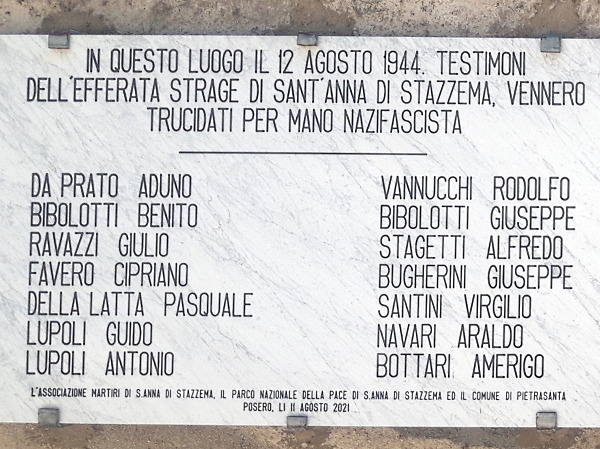 IN QUESTO LUOGO IL 12 AGOSTO 1944. TESTIMONI
DELL'EFFERATA STRAGE DI SANT'ANNA DI STAZZEMA, VENNERO
TRUCIDATI PER MANO NAZIFASCISTA
DA PRATO ADUNO
BIBOLOTTI BENITO
RAVAZZI GIULIO
FAVERO CIPRIANO
DELLA LATTA PASQUALE
LUPOLI GUIDO
LUPOLI ANTONIO
VANNUCCHI RODOLFO
BIBOLOTTI GIUSEPPE
STAGETTI ALFREDO
BUGHERINI GIUSEPPE
SANTINI VIRGILIO
NAVARI ARALDO
BOTTARI AMERIGO
L'ASSOCIAZIONE MARTIRI DI S.ANNA DI STAZZEMA, IL PARCO NAZIONALE DELLA PACE DI S.ANNA DI STAZZEMA ED IL COMUNE DI PIETRASANTA
POSERO, LI 11 AGOSTO 2021